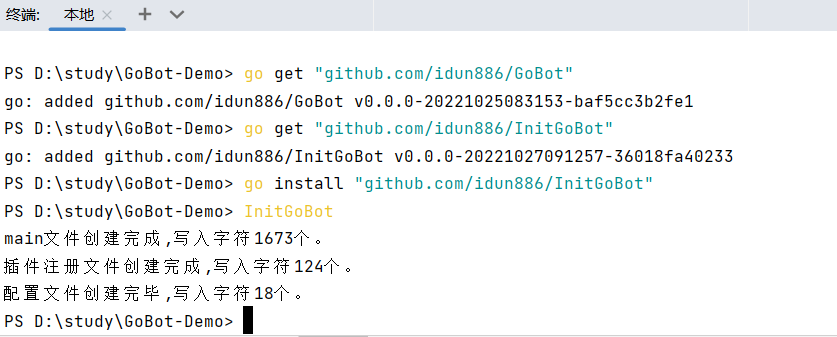 终端: 本地
PS D:\study\GoBot-Demo> go get "github.com/idun886/GoBot"
go: added github.com/idun886/GoBot v0.0.0-20221025083153-baf5cc3b2fe1
PS D:\study\GoBot-Demo> go get "github.com/idun886/InitGoBot"
go: added github.com/idun886/InitGoBot v0.0.0-20221027091257-36018fa40233
PS D:\study\GoBot-Demo> go install "github.com/idun886/InitGoBot"
PS D:\study\GoBot-Demo> InitGoBot
main文件创建完成,写入字符1673个。
插件注册文件创建完成,写入字符124个。
配置文件创建完毕,写入字符18个。
PS D:\study\GoBot-Demo>